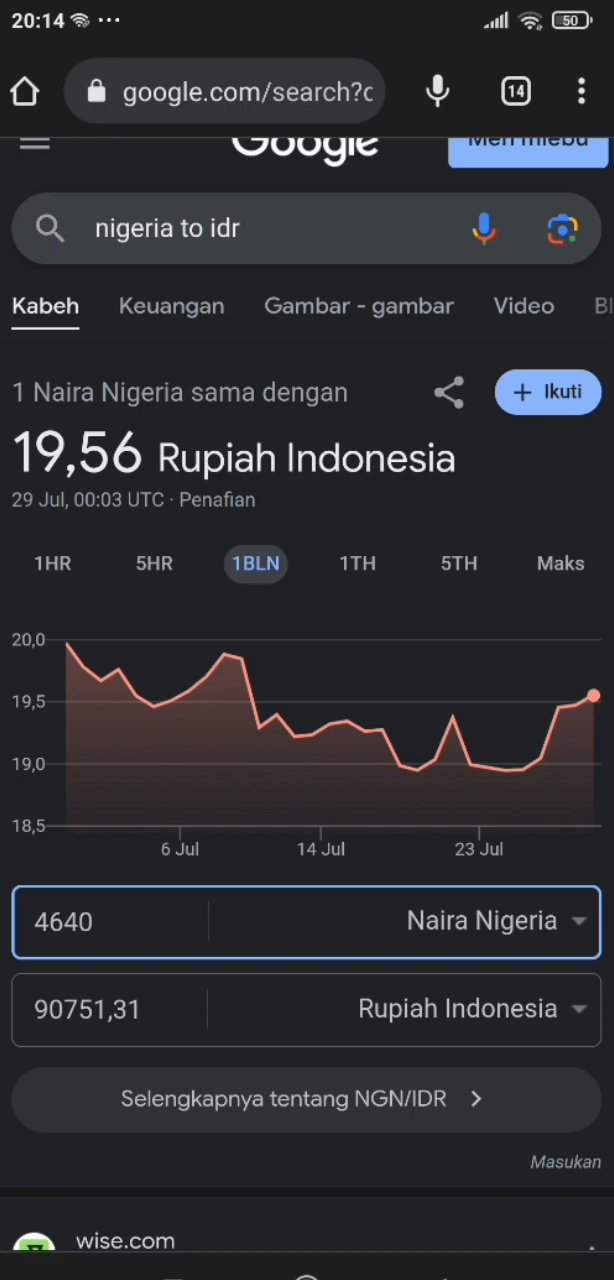 20:14
50
google.com/search?c
14
Google
Meri mlebu
nigeria to idr
Kabeh Keuangan Gambar - gambar Video Bl
1 Naira Nigeria sama dengan
+ Ikuti
19,56 Rupiah Indonesia
29 Jul, 00:03 UTC · Penafian
1HR 5HR 1BLN 1TH 5TH Maks
20,0
19,5
19,0
18,5
6 Jul 14 Jul 23 Jul
4640 Naira Nigeria
90751,31 Rupiah Indonesia
Selengkapnya tentang NGN/IDR
Masukan
wise.com